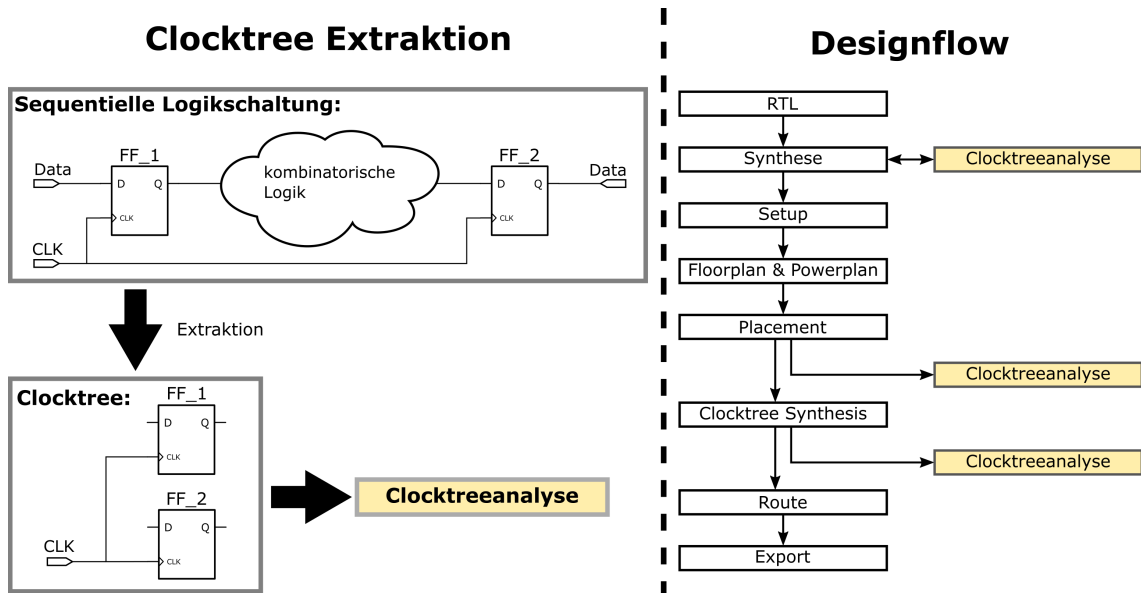 Clocktree Extraktion
Sequentielle Logikschaltung:
FF_1
FF_2
Data
kombinatorische
Logik
Data
D
Q
D
Q
CLK
CLK
CLK
Extraktion
Clocktree:
FF_1
D
Q
CLK
FF_2
D
Q
CLK
CLK
Clocktreeanalyse
Designflow
RTL
Synthese
Clocktreeanalyse
Setup
Floorplan & Powerplan
Placement
Clocktreeanalyse
Clocktree Synthesis
Clocktreeanalyse
Route
Export